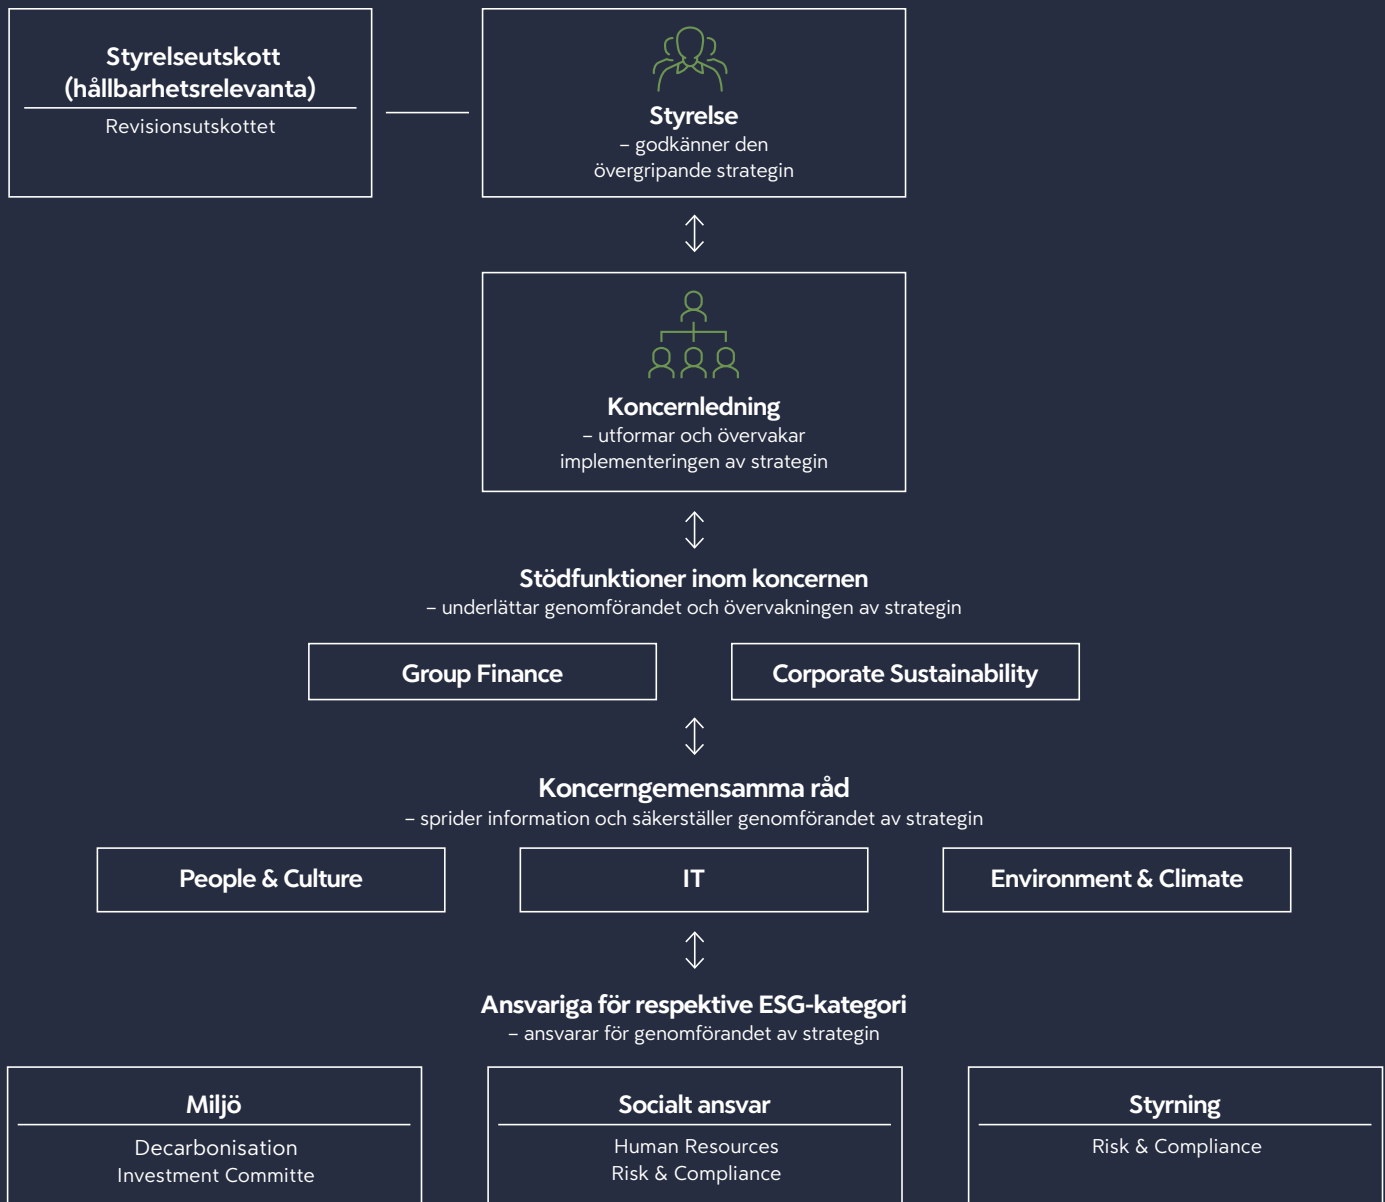 Styrelseutskott
(hållbarhetsrelevanta)
Revisionsutskottet
Styrelse
– godkänner den
övergripande strategin
Koncernledning
– utformar och övervakar
implementeringen av strategin
Stödfunktioner inom koncernen
– underlättar genomförandet och övervakningen av strategin
Group Finance
Corporate Sustainability
Koncerngemensamma råd
– sprider information och säkerställer genomförandet av strategin
People & Culture
IT
Environment & Climate
Ansvariga för respektive ESG-kategori
– ansvarar för genomförandet av strategin
Miljö
Decarbonisation
Investment Committe
Socialt ansvar
Human Resources
Risk & Compliance
Styrning
Risk & Compliance